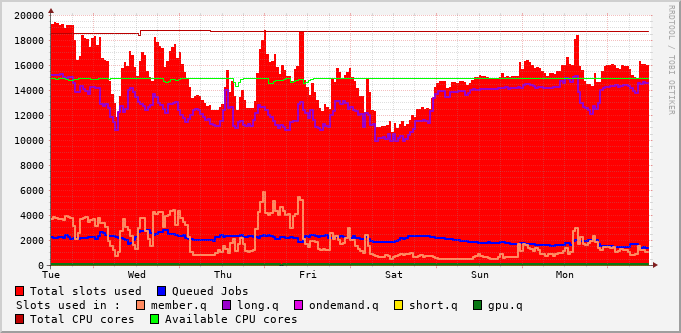 20000
18000
16000
14000
12000
10000
8000
6000
4000
2000
0
Tue Wed Thu Fri Sat Sun Mon
Total slots used Queued Jobs
Slots used in : member.q long.q ondemand.q short.q gpu.q
Total CPU cores Available CPU cores
RRDTOOL / TOBI OETIKER